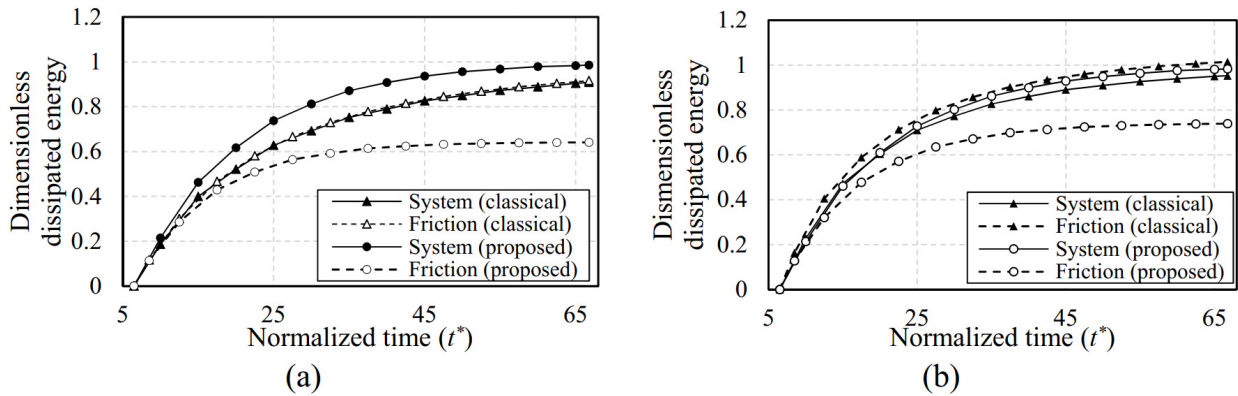 1.2
1
0.8
0.6
0.4
0.2
0
Dimensionless
dissipated energy
System (classical)
Friction (classical)
System (proposed)
Friction (proposed)
5 25 45 65
Normalized time (t*)
(a)
1.2
1
0.8
0.6
0.4
0.2
0
Dismensionless
dissipated energy
System (classical)
Friction (classical)
System (proposed)
Friction (proposed)
5 25 45 65
Normalized time (t*)
(b)